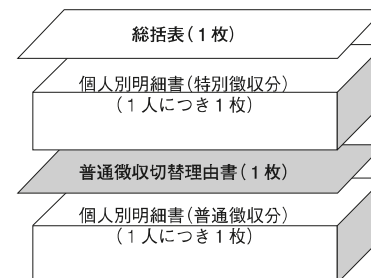 総括表（１枚）
個人別明細書（特別徴収分）
（１人につき１枚）
普通徴収切替理由書（１枚）
個人別明細書（普通徴収分）
（１人につき１枚）